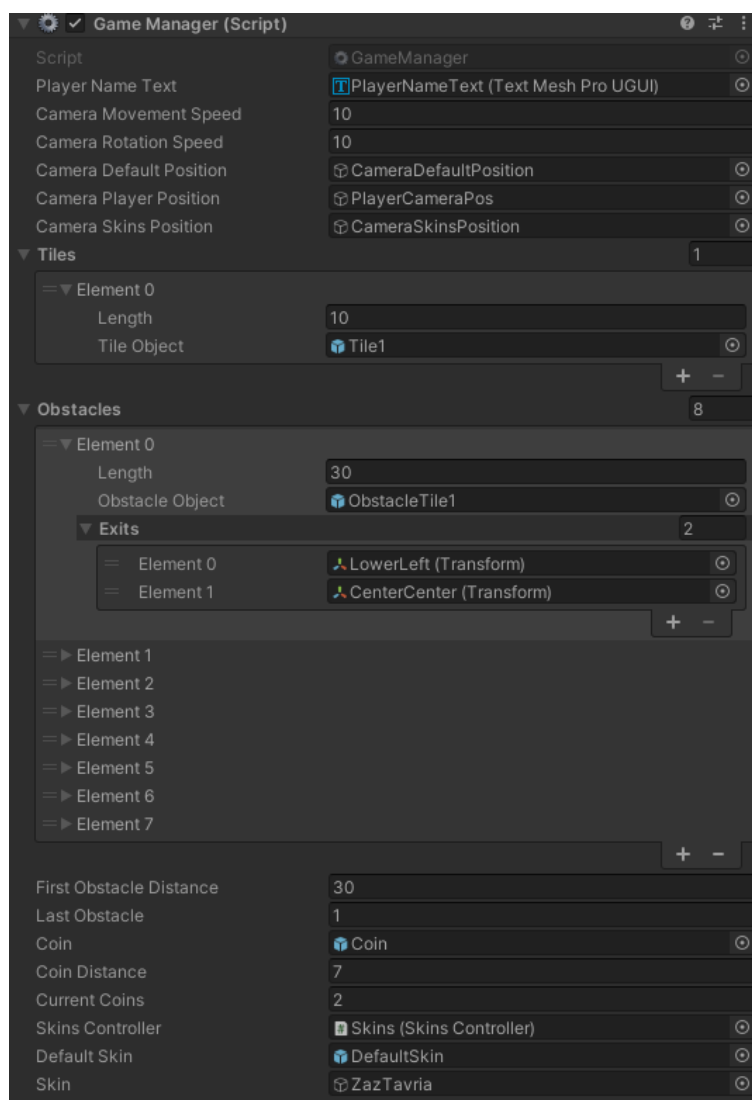 Game Manager (Script)
Script GameManager
Player Name Text PlayerNameText (Text Mesh Pro UGUI)
Camera Movement Speed 10
Camera Rotation Speed 10
Camera Default Position CameraDefaultPosition
Camera Player Position PlayerCameraPos
Camera Skins Position CameraSkinsPosition
Tiles 1
Element 0
Length 10
Tile Object Tile1
Obstacles 8
Element 0
Length 30
Obstacle Object ObstacleTile1
Exits 2
Element 0 LowerLeft (Transform)
Element 1 CenterCenter (Transform)
Element 1
Element 2
Element 3
Element 4
Element 5
Element 6
Element 7
First Obstacle Distance 30
Last Obstacle 1
Coin Coin
Coin Distance 7
Current Coins 2
Skins Controller Skins (Skins Controller)
Default Skin DefaultSkin
Skin ZazTavria